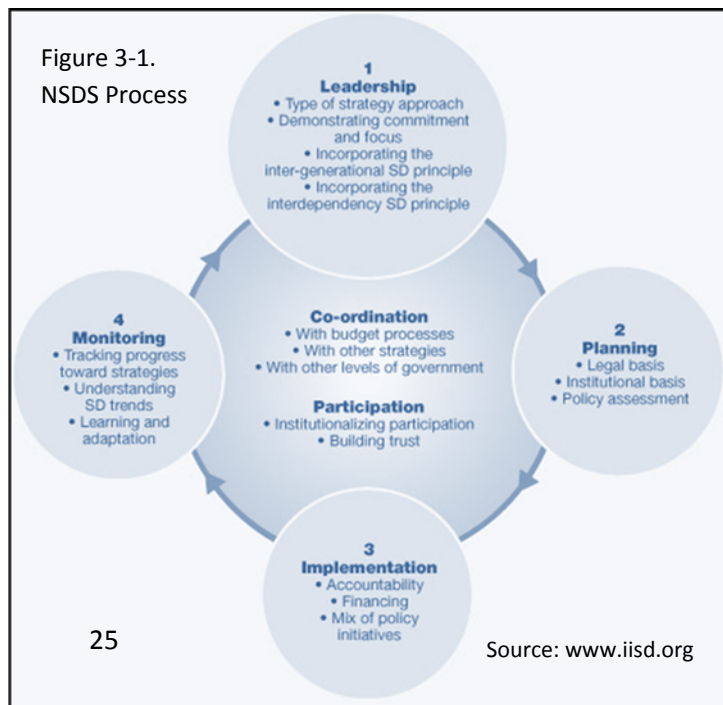 Figure 3-1.
NSDS Process
1
Leadership
• Type of strategy approach
• Demonstrating commitment
and focus
• Incorporating the
inter-generational SD principle
• Incorporating the
interdependency SD principle
Co-ordination
• With budget processes
• With other strategies
• With other levels of government
Participation
• Institutionalizing participation
• Building trust
2
Planning
• Legal basis
• Institutional basis
• Policy assessment
3
Implementation
• Accountability
• Financing
• Mix of policy
initiatives
4
Monitoring
• Tracking progress
toward strategies
• Understanding
SD trends
• Learning and
adaptation
25
Source: www.iisd.org